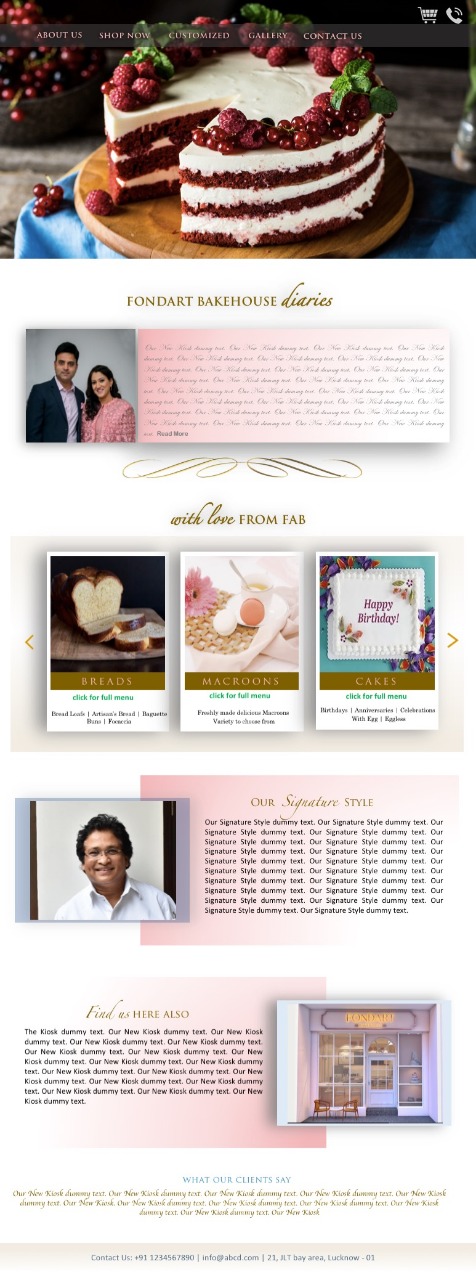 ABOUT US SHOP NOW CUSTOMIZED GALLERY CONTACT US
FONDART BAKEHOUSE diaries
Our New Kiosk dummy text. Our New Kiosk dummy text. Our New Kiosk dummy text. Our New Kiosk
dummy text. Our New Kiosk dummy text. Our New Kiosk dummy text. Our New Kiosk dummy text. Our New
Kiosk dummy text. Our New Kiosk dummy text. Our New Kiosk dummy text. Our New Kiosk dummy text. Our
New Kiosk dummy text. Our New Kiosk dummy text. Our New Kiosk dummy text. Our New Kiosk dummy
text. Our New Kiosk dummy text. Our New Kiosk dummy text. Our New Kiosk dummy text. Our New Kiosk
dummy text. Our New Kiosk dummy text. Our New Kiosk dummy text. Our New Kiosk dummy text. Our New
Kiosk dummy text. Our New Kiosk dummy text. Our New Kiosk dummy text. Our New Kiosk dummy text. Our
New Kiosk dummy text. Our New Kiosk dummy text. Our New Kiosk dummy text. Our New Kiosk dummy
text. Read More
with love FROM FAB
Happy
Birthday!
BREADS
click for full menu
Bread Loafs | Artisan's Bread | Baguette
Buns | Foraccia
MACROONS
click for full menu
Freshly made delicious Macroons
Variety to choose from
CAKES
click for full menu
Birthdays | Anniversaries | Celebrations
With Egg | Eggless
OUR Signature STYLE
Our Signature Style dummy text. Our Signature Style dummy text. Our
Signature Style dummy text. Our Signature Style dummy text. Our
Signature Style dummy text. Our Signature Style dummy text. Our
Signature Style dummy text. Our Signature Style dummy text. Our
Signature Style dummy text. Our Signature Style dummy text. Our
Signature Style dummy text. Our Signature Style dummy text. Our
Signature Style dummy text. Our Signature Style dummy text. Our
Signature Style dummy text. Our Signature Style dummy text. Our
Signature Style dummy text. Our Signature Style dummy text.
Find us HERE ALSO
The Kiosk dummy text. Our New Kiosk dummy text. Our New Kiosk
dummy text. Our New Kiosk dummy text. Our New Kiosk dummy text.
Our New Kiosk dummy text. Our New Kiosk dummy text. Our New Kiosk
dummy text. Our New Kiosk dummy text. Our New Kiosk dummy text.
Our New Kiosk dummy text. Our New Kiosk dummy text. Our New Kiosk
dummy text. Our New Kiosk dummy text. Our New Kiosk dummy text.
Our New Kiosk dummy text. Our New Kiosk dummy text. Our New
Kiosk dummy text.
FONDART
WHAT OUR CLIENTS SAY
Our New Kiosk dummy text. Our New Kiosk dummy text. Our New Kiosk dummy text. Our New Kiosk dummy text. Our New Kiosk
dummy text. Our New Kiosk. Our New Kiosk dummy text. Our New Kiosk dummy text. Our New Kiosk dummy text. Our New Kiosk
dummy text. Our New Kiosk dummy text. Our New Kiosk
Contact Us: +91 1234567890 | info@abcd.com | 21, JLT bay area, Lucknow - 01